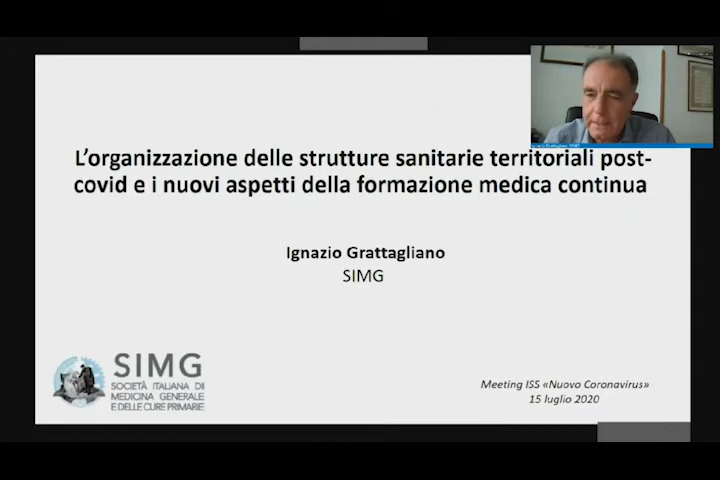 L'organizzazione delle strutture sanitarie territoriali post-
covid e i nuovi aspetti della formazione medica continua
Ignazio Grattagliano
SIMG
SIMG
SOCIETÀ ITALIANA DI
MEDICINA GENERALE
E DELLE CURE PRIMARIE
Meeting ISS «Nuovo Coronavirus»
15 luglio 2020